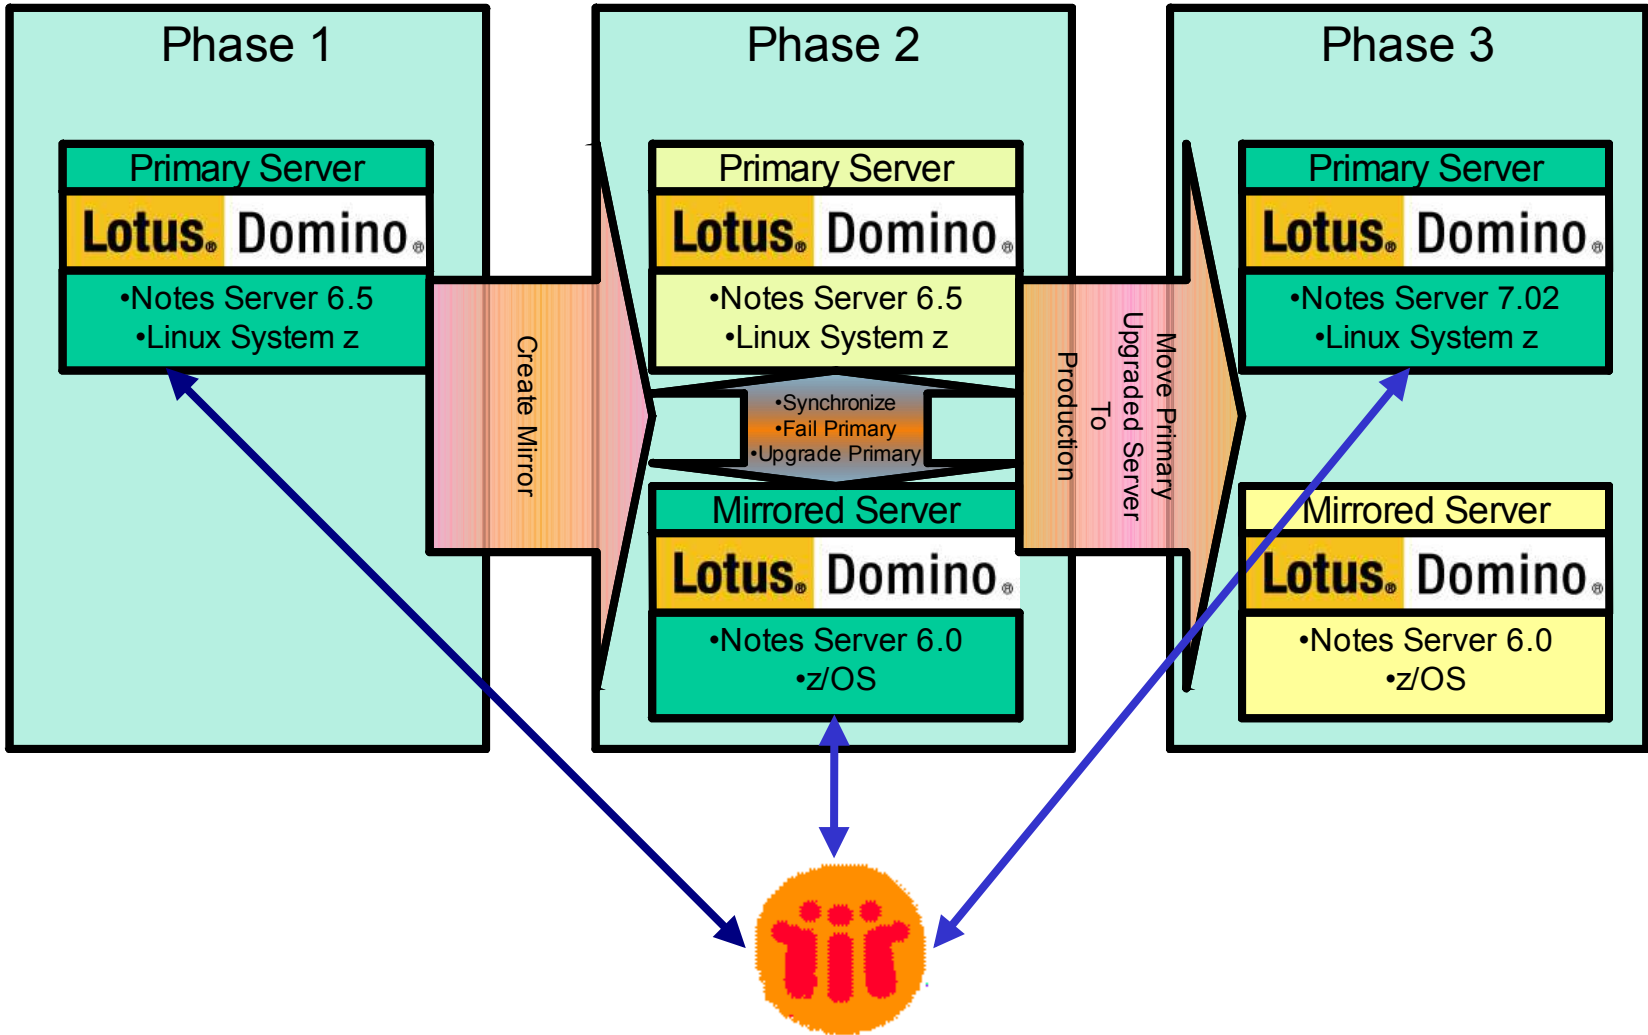 Phase 1
Primary Server
Lotus® Domino®
•Notes Server 6.5
•Linux System z
Create Mirror
Phase 2
Primary Server
Lotus® Domino®
•Notes Server 6.5
•Linux System z
•Synchronize
•Fail Primary
•Upgrade Primary
Mirrored Server
Lotus® Domino®
•Notes Server 6.0
•z/OS
Move Primary
Upgraded Server
To
Production
Phase 3
Primary Server
Lotus® Domino®
•Notes Server 7.02
•Linux System z
Mirrored Server
Lotus® Domino®
•Notes Server 6.0
•z/OS